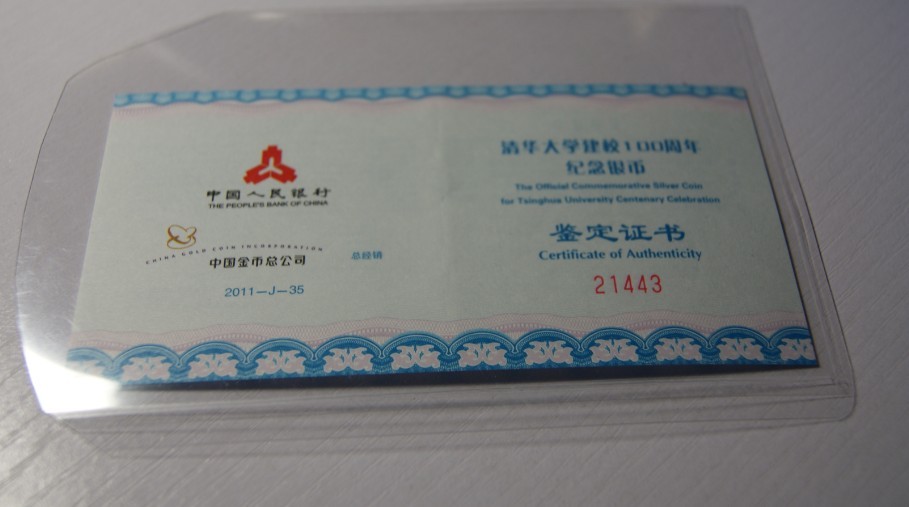 中国人民银行
THE PEOPLE'S BANK OF CHINA
CHINA GOLD COIN INCORPORATION
中国金币总公司
总经销
2011—J—35
清华大学建校100周年
纪念银币
The Official Commemorative Silver Coin
for Tsinghua University Centenary Celebration
鉴定证书
Certificate of Authenticity
21443